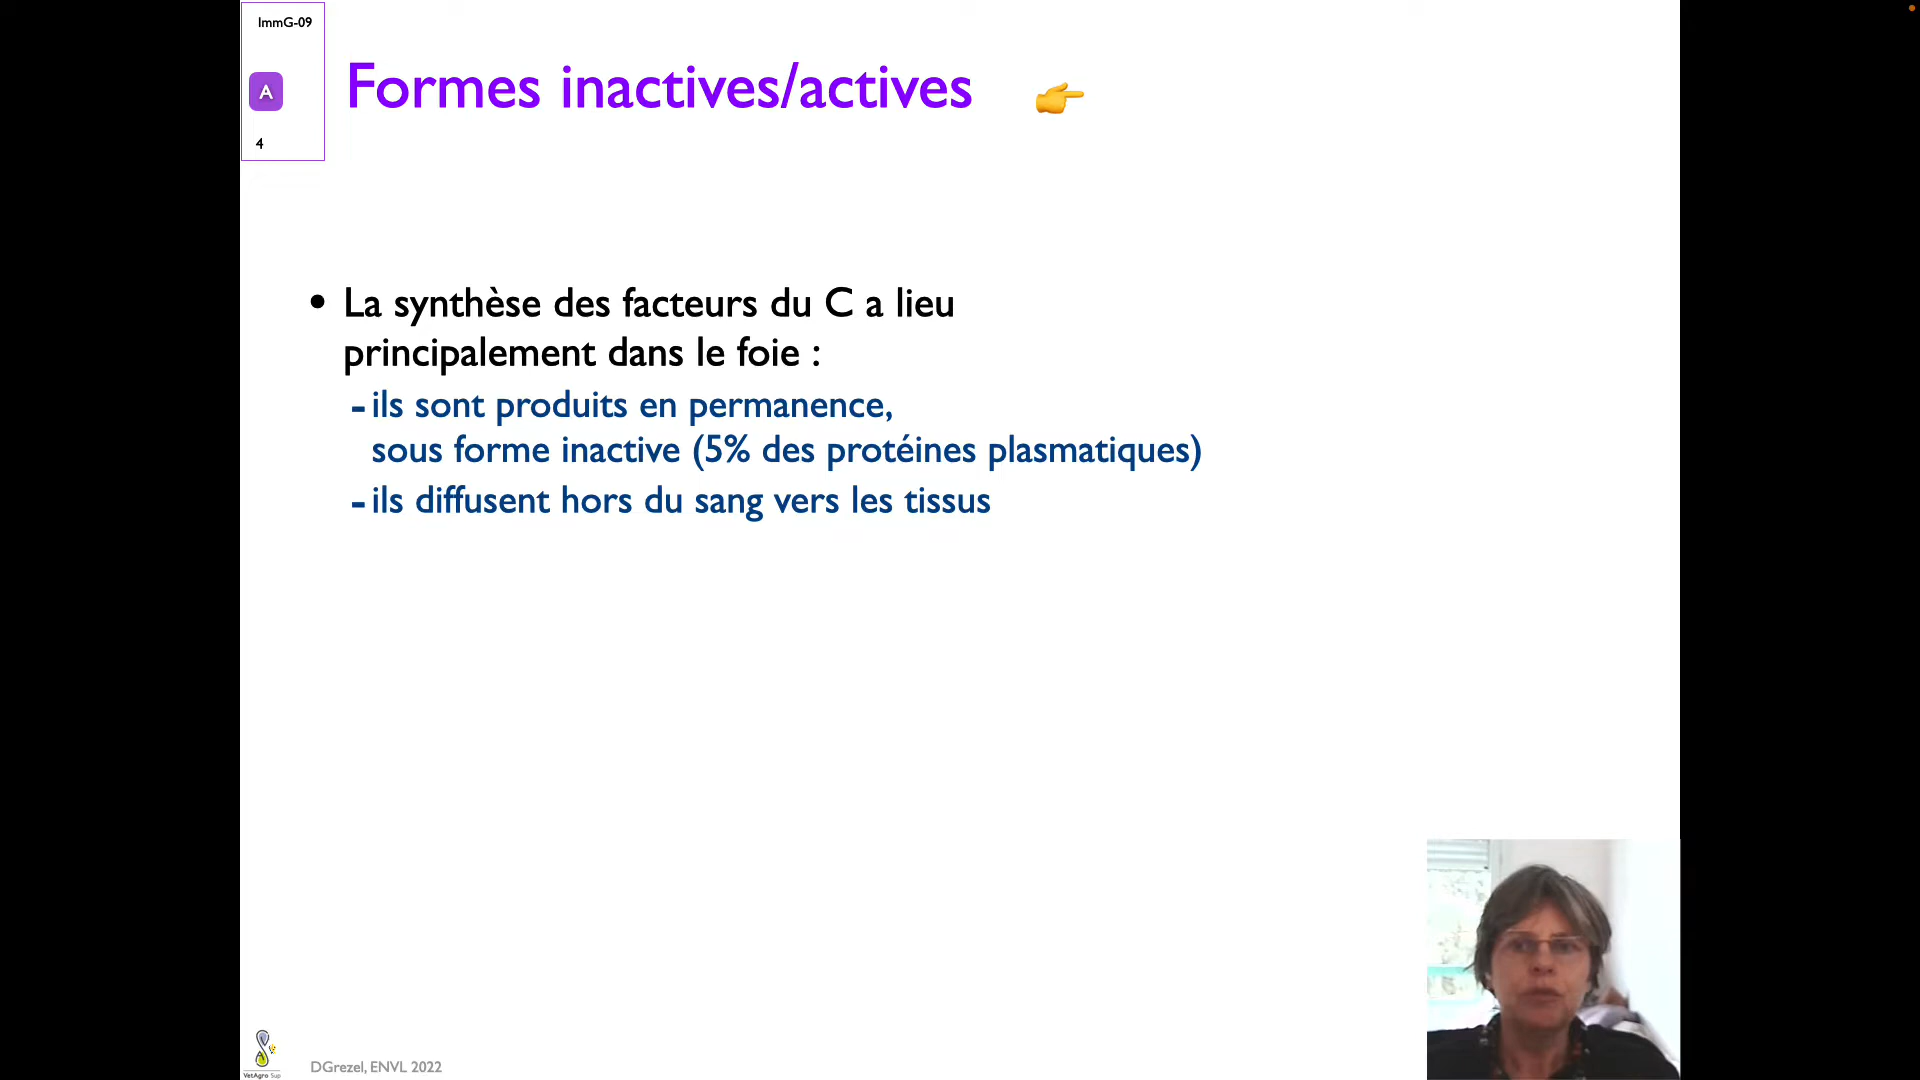 ImmG-09
A
4
Formes inactives/actives
• La synthèse des facteurs du C a lieu
principalement dans le foie :
- ils sont produits en permanence,
sous forme inactive (5% des protéines plasmatiques)
- ils diffusent hors du sang vers les tissus
VetAgro Sup
DGrezel, ENVL 2022